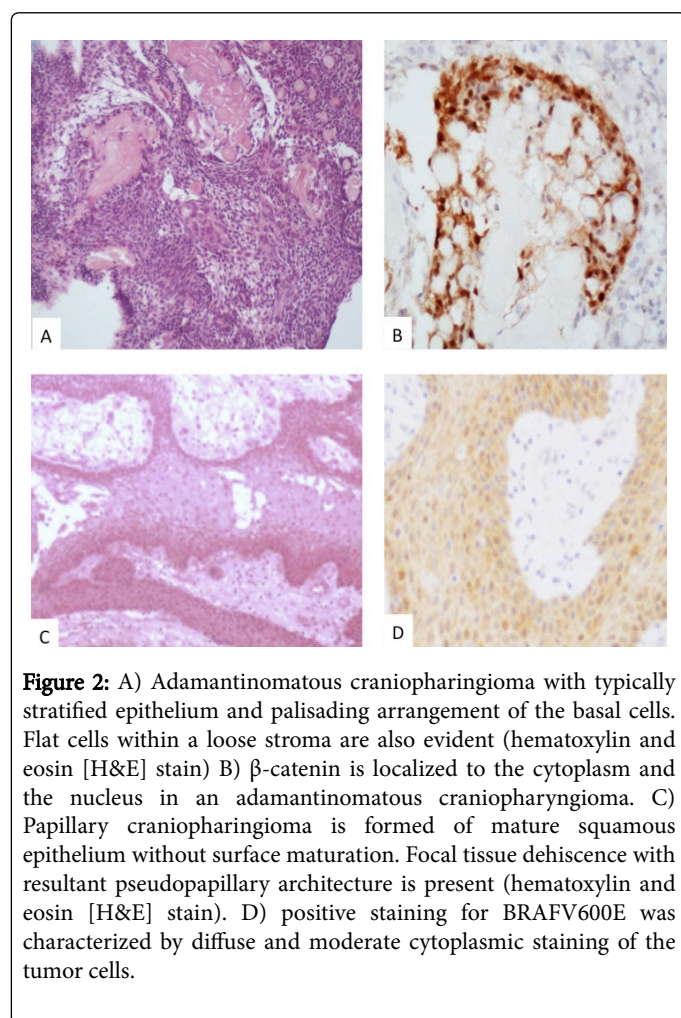 A
B
C
D
Figure 2: A) Adamantinomatous craniopharingioma with typically
stratified epithelium and palisading arrangement of the basal cells.
Flat cells within a loose stroma are also evident (hematoxylin and
eosin [H&E] stain) B) β-catenin is localized to the cytoplasm and
the nucleus in an adamantinomatous craniopharyngioma. C)
Papillary craniopharingioma is formed of mature squamous
epithelium without surface maturation. Focal tissue dehiscence with
resultant pseudopapillary architecture is present (hematoxylin and
eosin [H&E] stain). D) positive staining for BRAFV600E was
characterized by diffuse and moderate cytoplasmic staining of the
tumor cells.